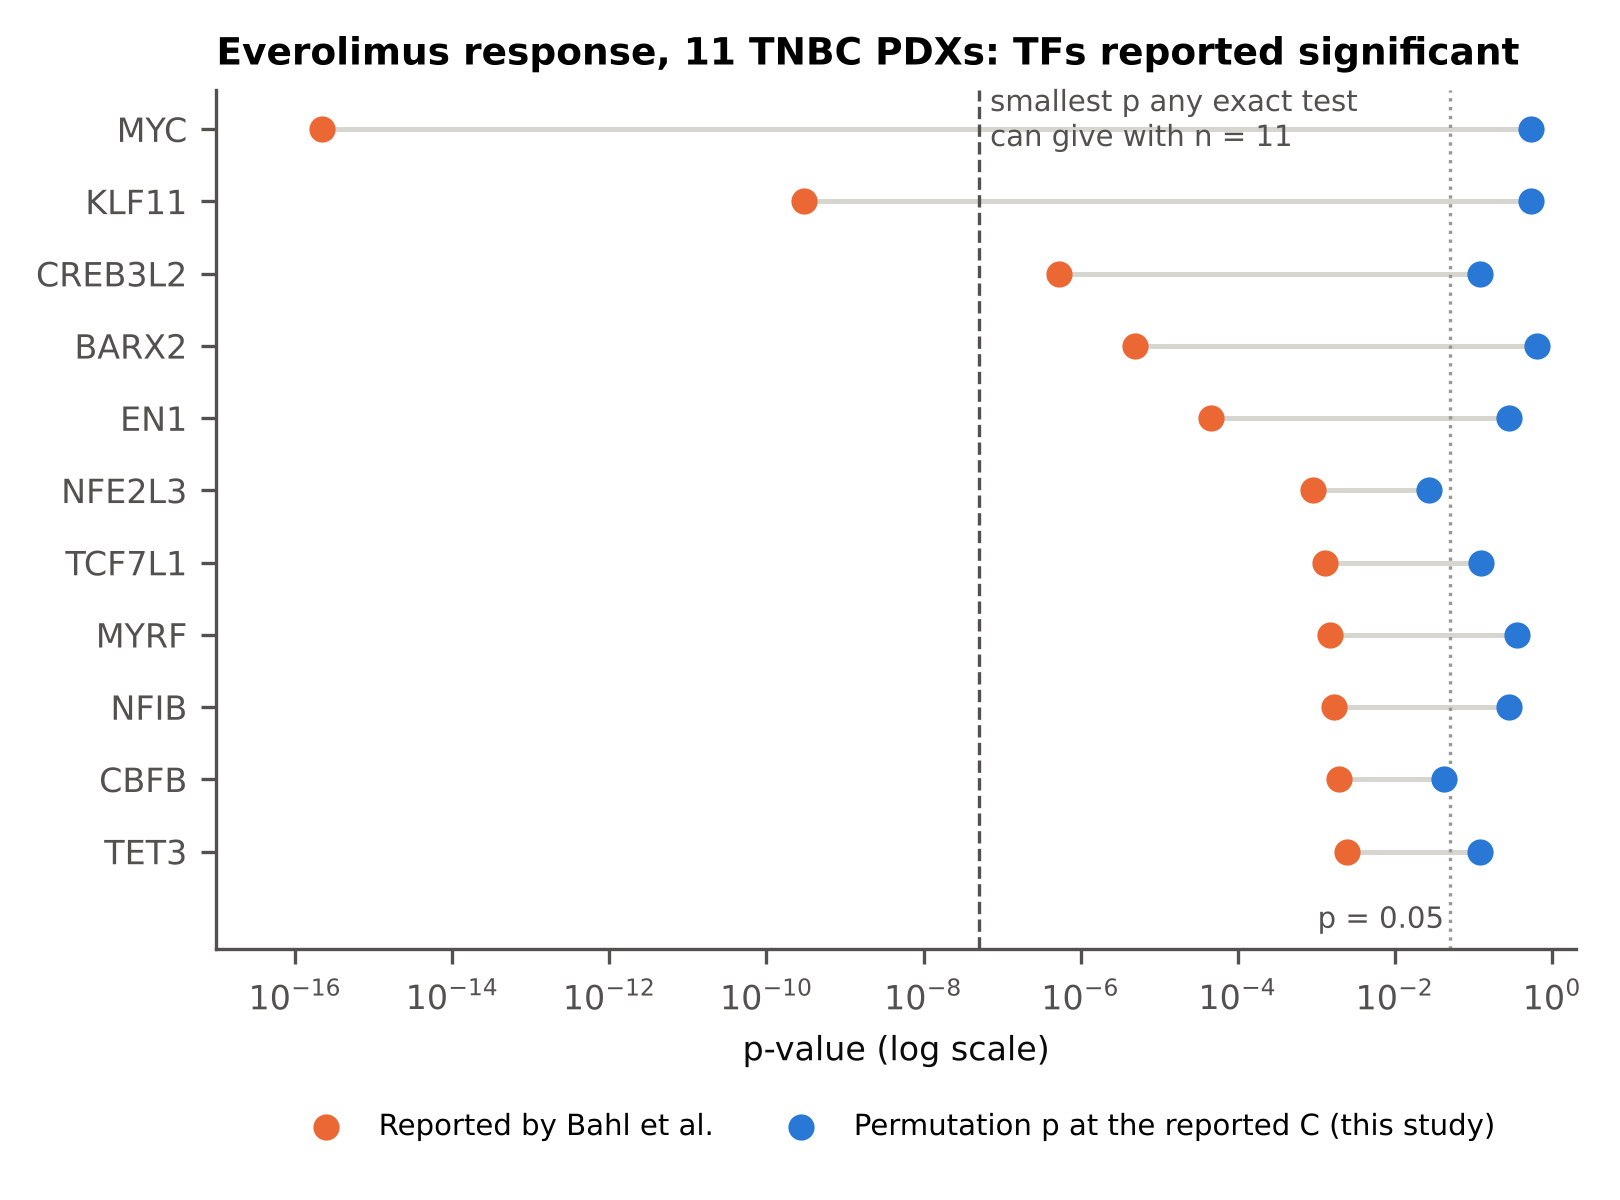 Everolimus response, 11 TNBC PDXs: TFs reported significant
smallest p any exact test
can give with n = 11
MYC
KLF11
CREB3L2
BARX2
EN1
NFE2L3
TCF7L1
MYRF
NFIB
CBFB
TET3
p = 0.05
10⁻¹⁶ 10⁻¹⁴ 10⁻¹² 10⁻¹⁰ 10⁻⁸ 10⁻⁶ 10⁻⁴ 10⁻² 10⁰
p-value (log scale)
Reported by Bahl et al. Permutation p at the reported C (this study)